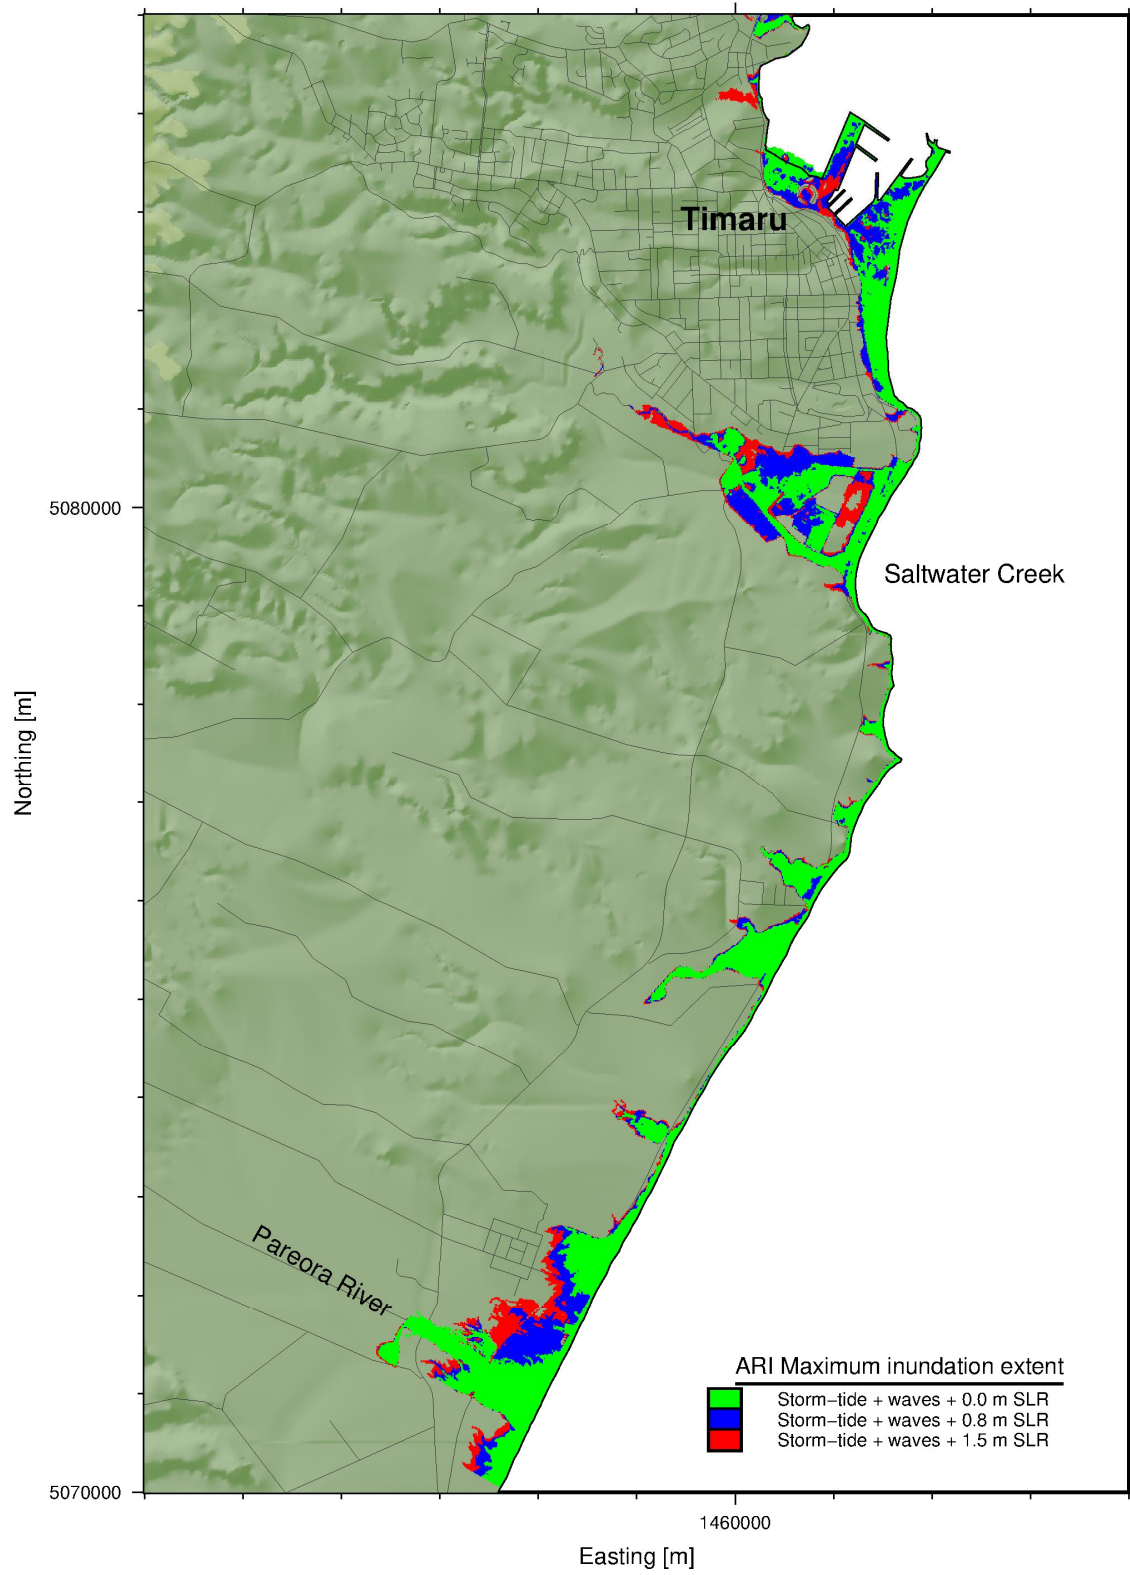 Timaru
5080000
Saltwater Creek
Northing [m]
Pareora River
ARI Maximum inundation extent
Storm−tide + waves + 0.0 m SLR
Storm−tide + waves + 0.8 m SLR
Storm−tide + waves + 1.5 m SLR
5070000
1460000
Easting [m]